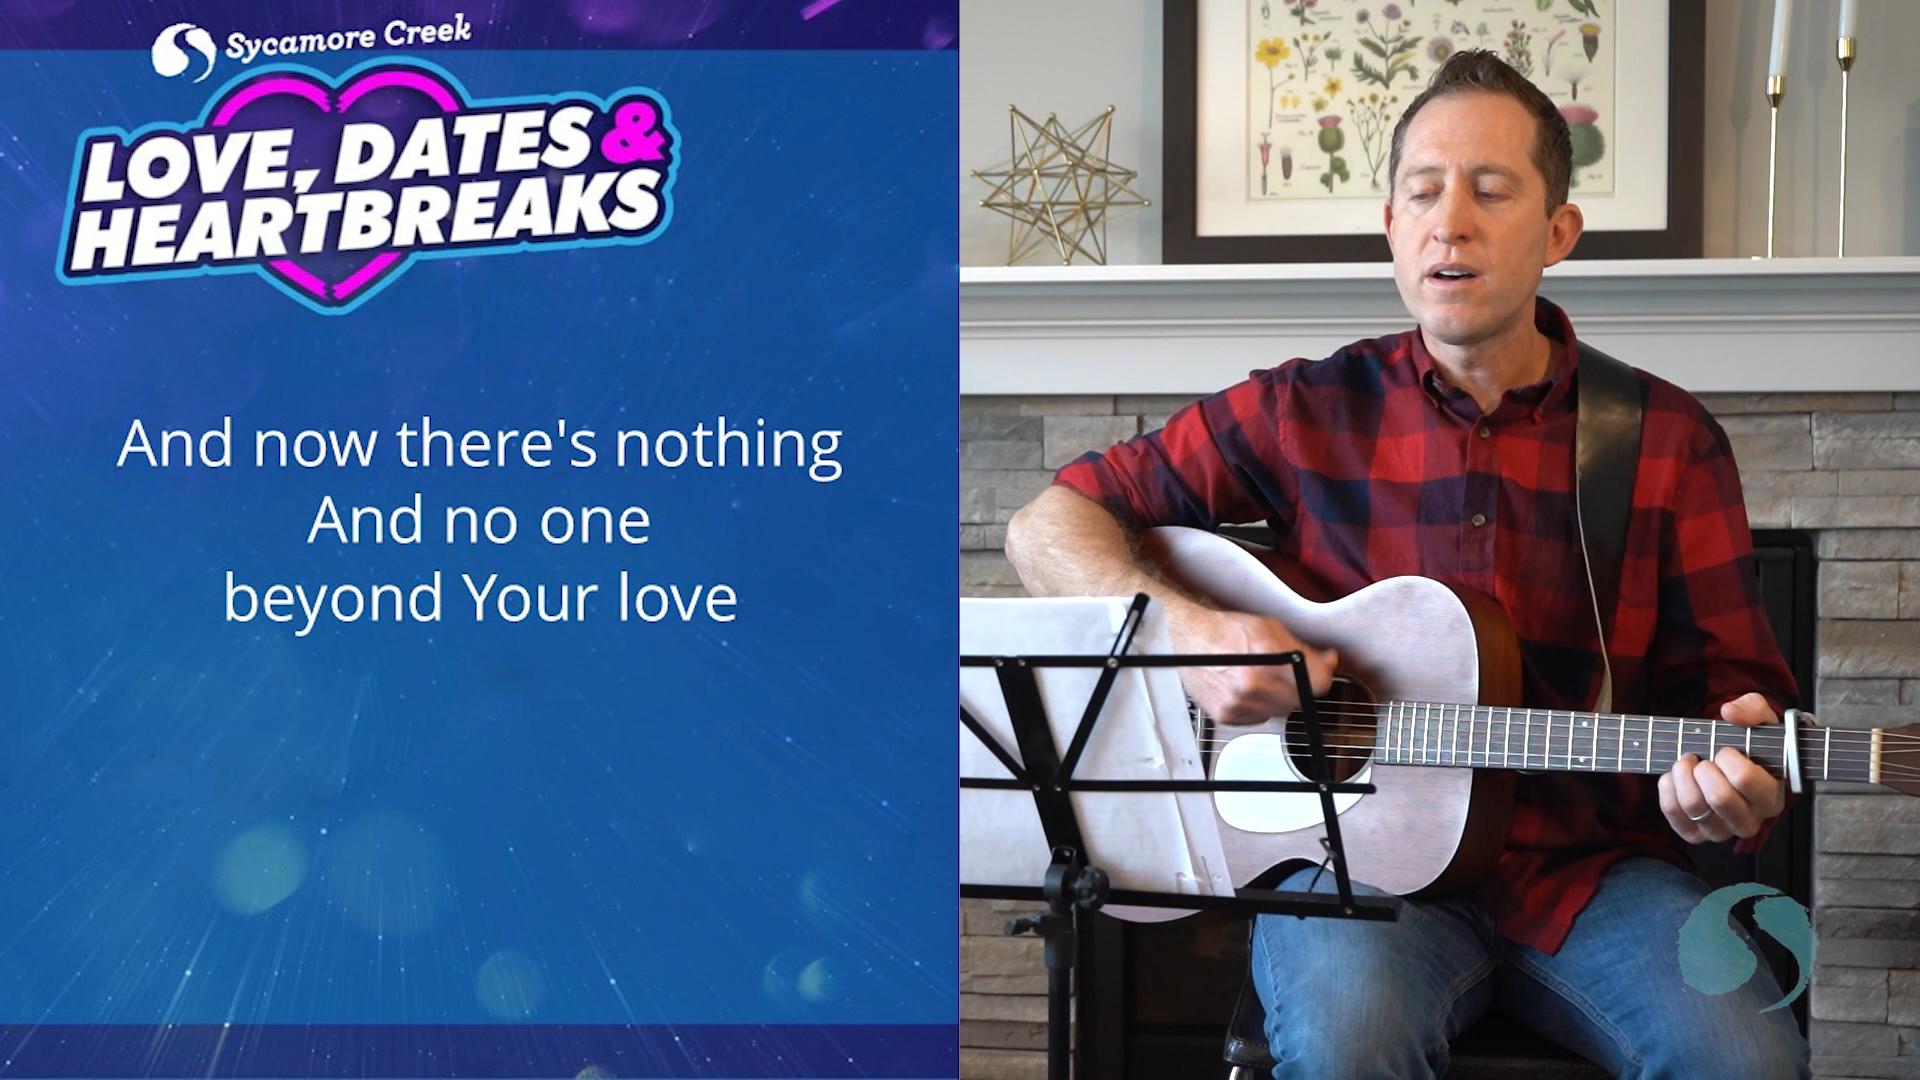 Sycamore Creek
LOVE, DATES &
HEARTBREAKS
And now there's nothing
And no one
beyond Your love